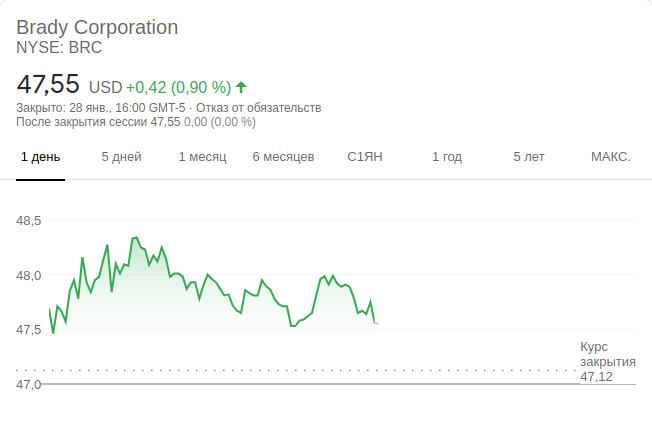 Brady Corporation
NYSE: BRC
47,55 USD +0,42 (0,90 %)
Закрыто: 28 янв., 16:00 GMT-5 · Отказ от обязательств
После закрытия сессии 47,55 0,00 (0,00 %)
1 день 5 дней 1 месяц 6 месяцев С1ЯН 1 год 5 лет МАКС.
48,5
48,0
47,5
Курс
закрытия
47,12
47,0